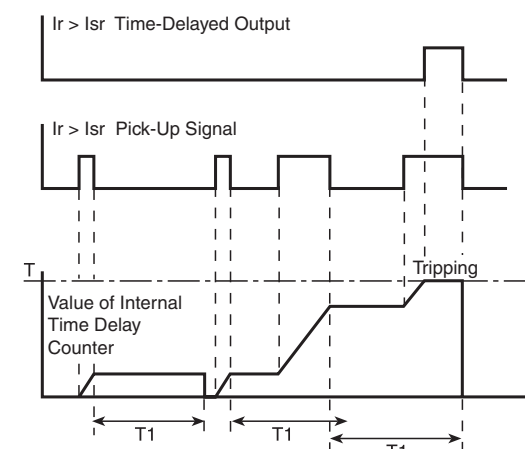 Ir > Isr Time-Delayed Output
Ir > Isr Pick-Up Signal
T
Tripping
Value of Internal
Time Delay
Counter
T1
T1
T1